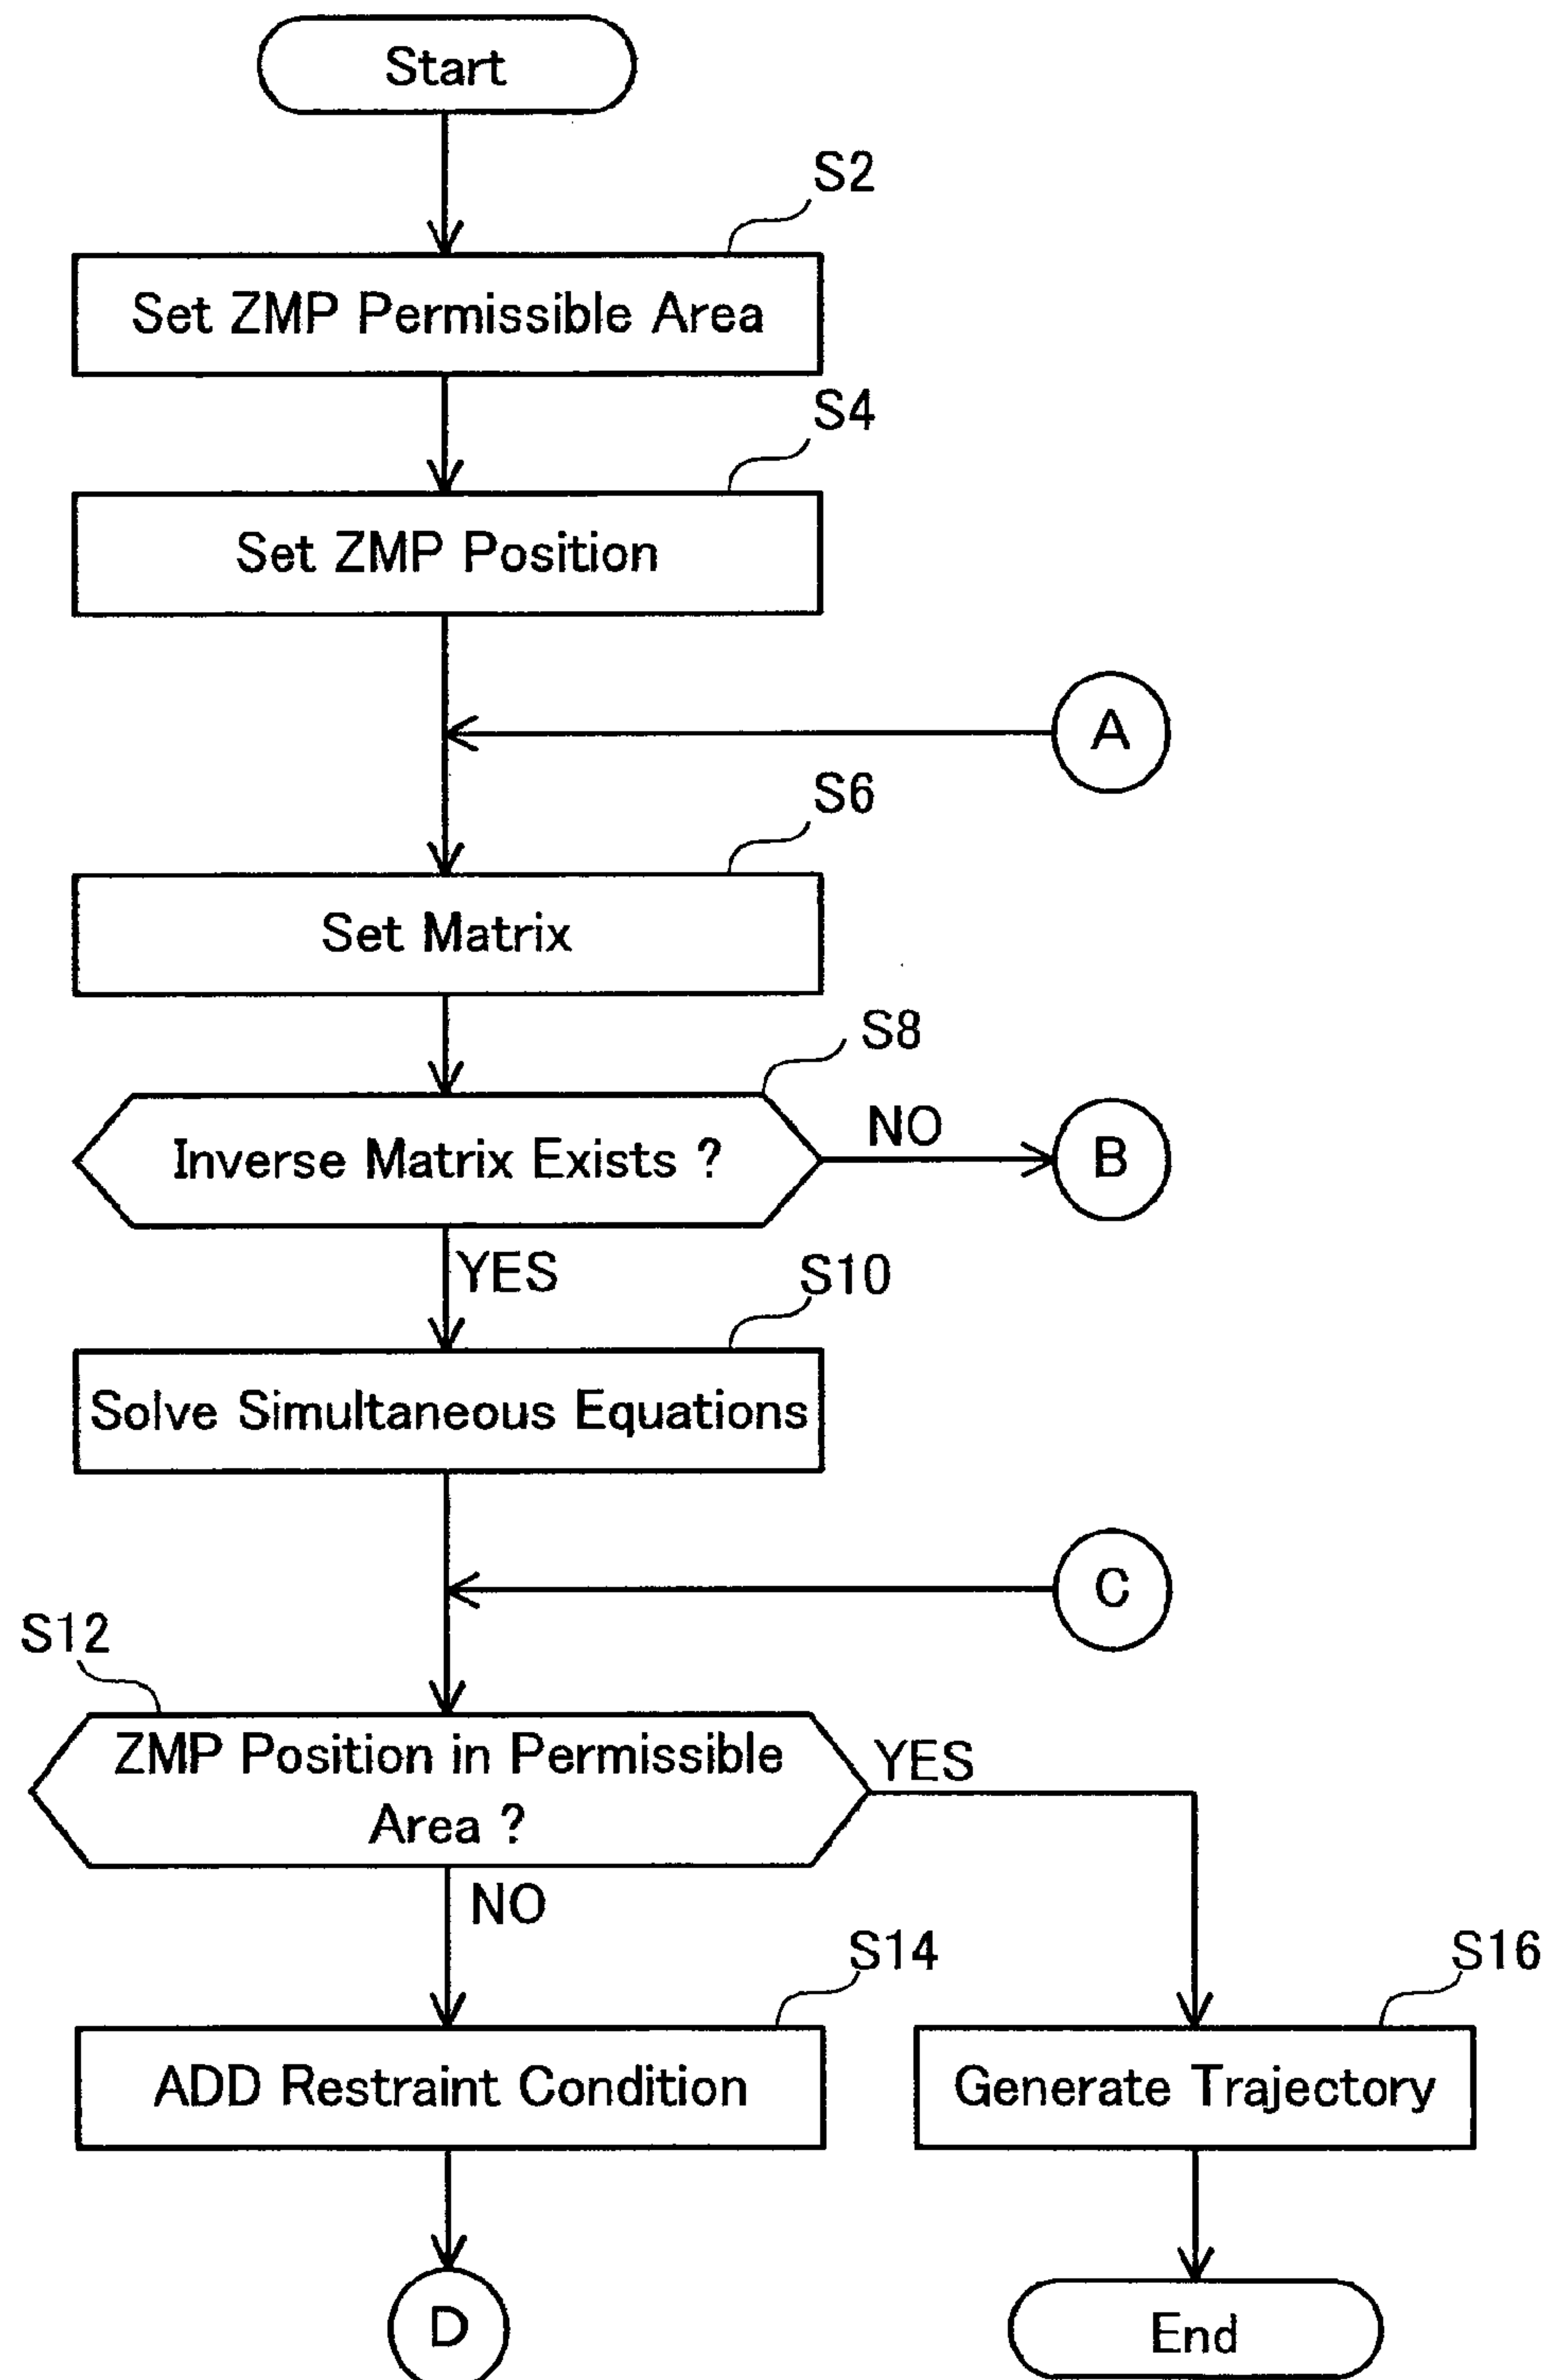 Start
S2
Set ZMP Permissible Area
S4
Set ZMP Position
A
S6
Set Matrix
S8
Inverse Matrix Exists ?
NO
B
YES
S10
Solve Simultaneous Equations
C
S12
ZMP Position in Permissible
Area ?
YES
NO
S14
S16
ADD Restraint Condition
Generate Trajectory
D
End